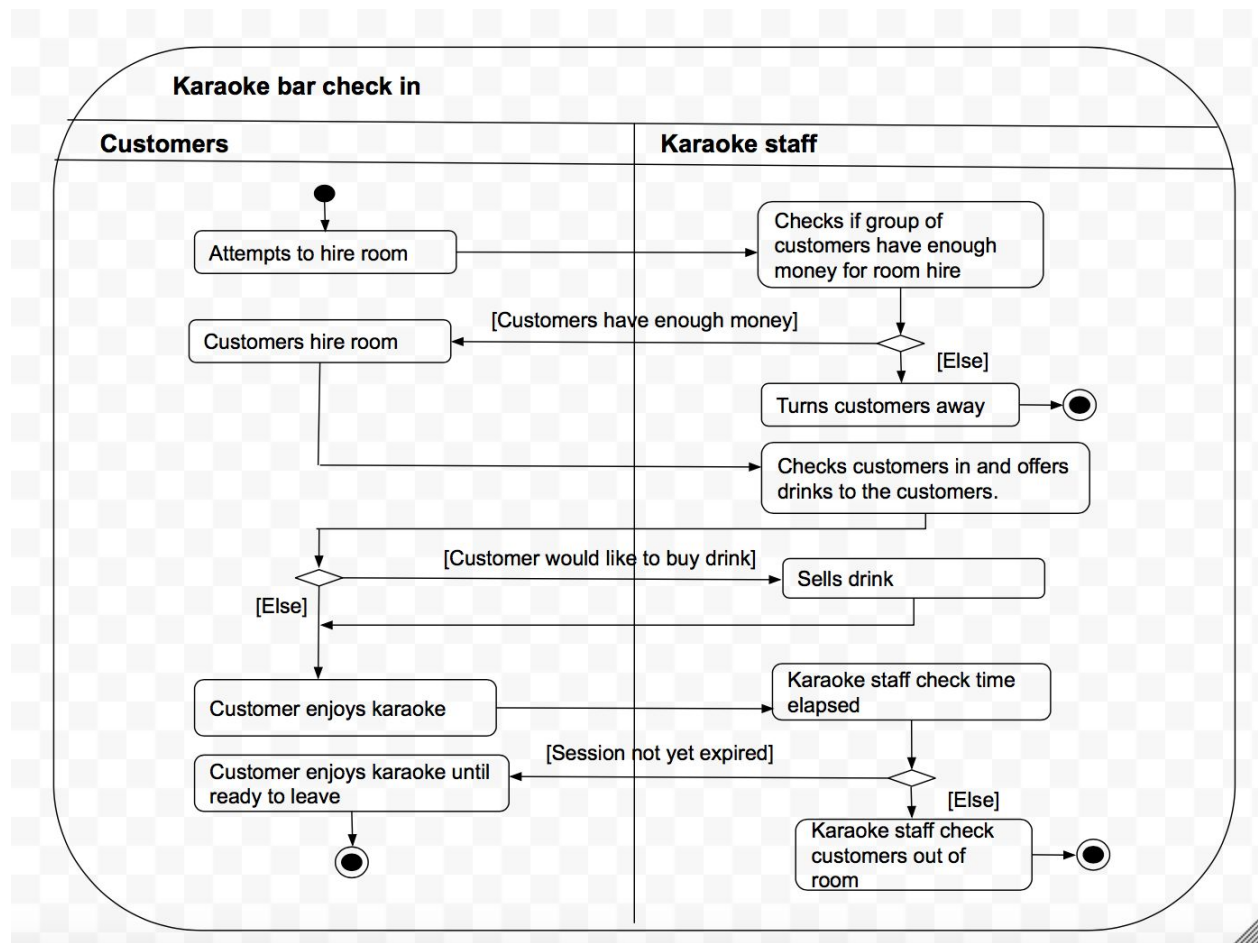 Karaoke bar check in
Customers
Karaoke staff
Attempts to hire room
Checks if group of
customers have enough
money for room hire
[Customers have enough money]
Customers hire room
[Else]
Turns customers away
Checks customers in and offers
drinks to the customers.
[Customer would like to buy drink]
Sells drink
[Else]
Karaoke staff check time
elapsed
Customer enjoys karaoke
[Session not yet expired]
Customer enjoys karaoke until
ready to leave
[Else]
Karaoke staff check
customers out of
room